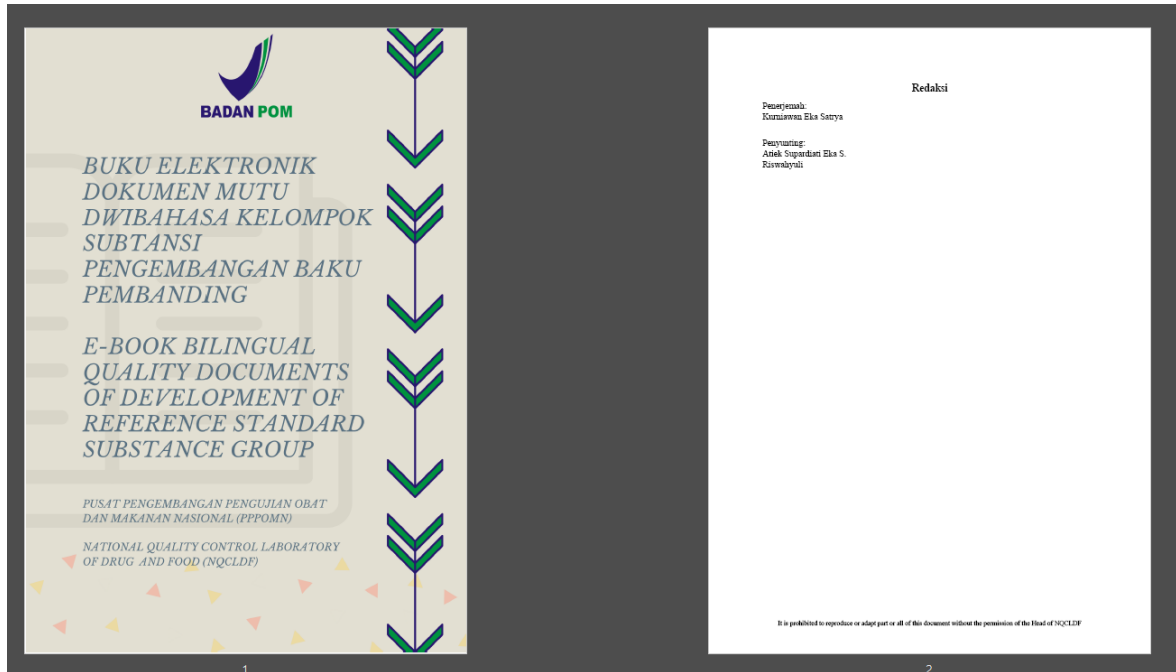 BADAN POM
BUKU ELEKTRONIK
DOKUMEN MUTU
DWIBAHASA KELOMPOK
SUBTANSI
PENGEMBANGAN BAKU
PEMBANDING
E-BOOK BILINGUAL
QUALITY DOCUMENTS
OF DEVELOPMENT OF
REFERENCE STANDARD
SUBSTANCE GROUP
PUSAT PENGEMBANGAN PENGUJIAN OBAT
DAN MAKANAN NASIONAL (PPPOMN)
NATIONAL QUALITY CONTROL LABORATORY
OF DRUG AND FOOD (NQCLDF)
1
Redaksi
Penerjemah:
Kurniawan Eka Satrya
Penyunting:
Atiek Supardiati Eka S.
Riswahyuli
It is prohibited to reproduce or adapt part or all of this document without the permission of the Head of NQCLDF
2